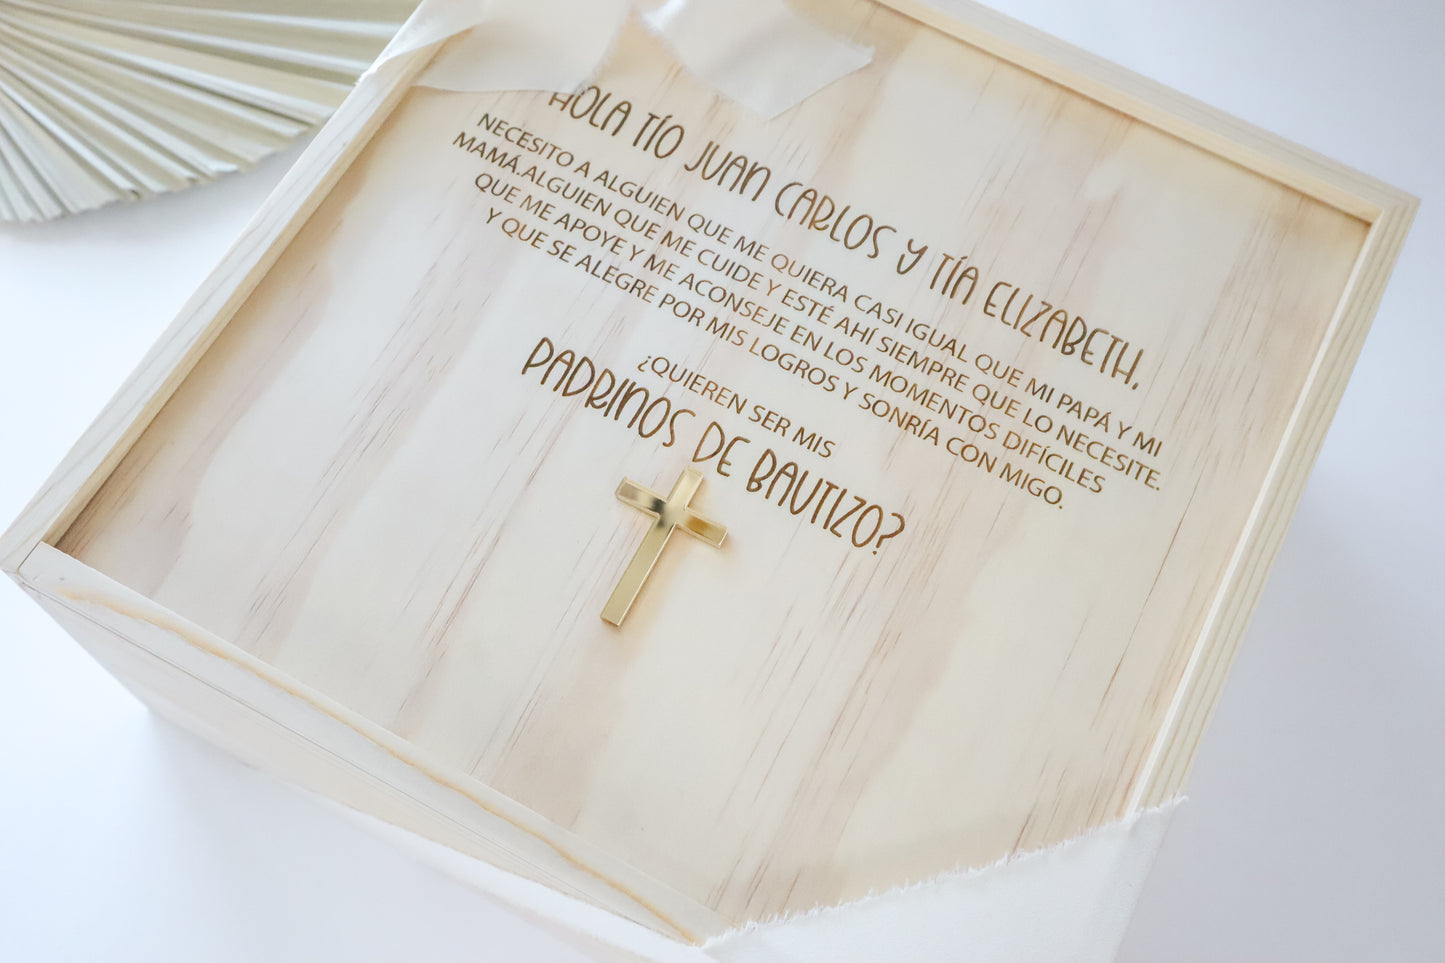 HOLA TÍO JUAN CARLOS Y TÍA ELIZABETH,
NECESITO A ALGUIEN QUE ME QUIERA CASI IGUAL QUE MI PAPÁ Y MI
MAMÁ.ALGUIEN QUE ME CUIDE Y ESTÉ AHÍ SIEMPRE QUE LO NECESITE.
QUE ME APOYE Y ME ACONSEJE EN LOS MOMENTOS DIFÍCILES
Y QUE SE ALEGRE POR MIS LOGROS Y SONRÍA CON MIGO.
¿QUIEREN SER MIS
PADRINOS DE BAUTIZO?